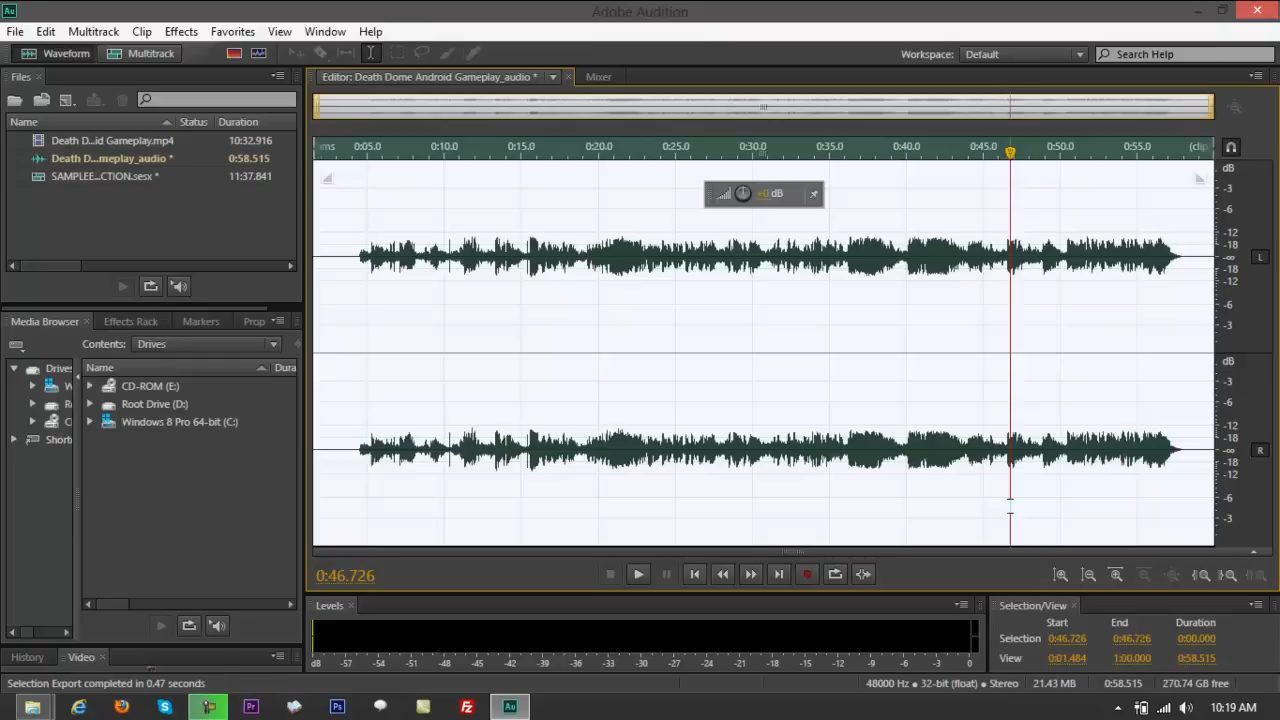 Au
Adobe Audition
File Edit Multitrack Clip Effects Favorites View Window Help
Waveform Multitrack Workspace: Default Search Help
Files
Editor: Death Dome Android Gameplay_audio * Mixer
Name Status Duration
Death D...id Gameplay.mp4 10:32.916
Death D...meplay_audio * 0:58.515
SAMPLEE...CTION.sesx * 11:37.841
hms 0:05.0 0:10.0 0:15.0 0:20.0 0:25.0 0:30.0 0:35.0 0:40.0 0:45.0 0:50.0 0:55.0 (clip
+0 dB
dB
-3
-6
-12
-18
-∞ L
-18
-12
-6
-3
dB
-3
-6
-12
-18
-∞ R
-18
-12
-6
-3
Media Browser Effects Rack Markers Prop
Contents: Drives
Drives
W
C
Short
Name Dura
CD-ROM (E:)
Root Drive (D:)
Windows 8 Pro 64-bit (C:)
0:46.726
Levels
dB -57 -54 -51 -48 -45 -42 -39 -36 -33 -30 -27 -24 -21 -18 -15 -12 -9 -6 -3 0
Selection/View
Start End Duration
Selection 0:46.726 0:46.726 0:00.000
View 0:01.484 1:00.000 0:58.515
History Video
Selection Export completed in 0.47 seconds
48000 Hz • 32-bit (float) • Stereo 21.43 MB 0:58.515 270.74 GB free
Pr Ps Fz Au
10:19 AM